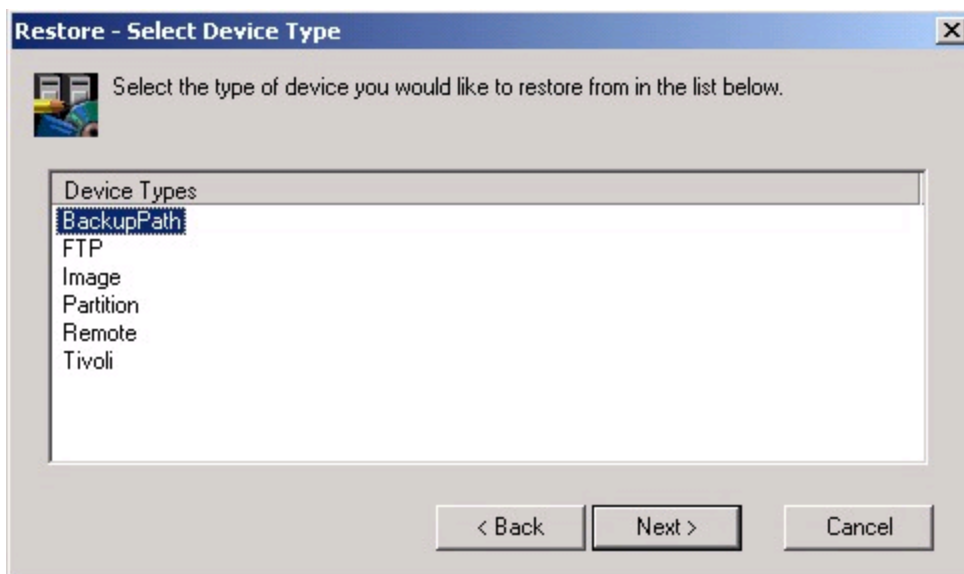 Restore - Select Device Type
Select the type of device you would like to restore from in the list below.
Device Types
BackupPath
FTP
Image
Partition
Remote
Tivoli
< Back
Next >
Cancel